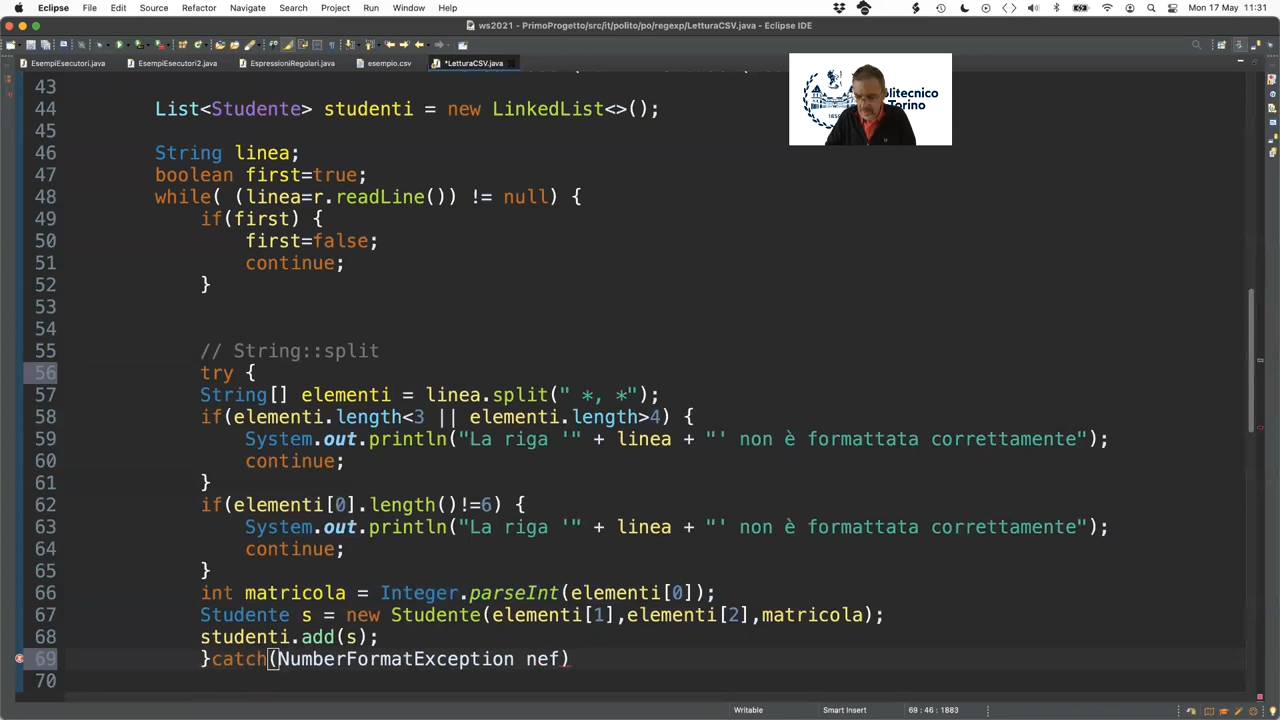 Eclipse File Edit Source Refactor Navigate Search Project Run Window Help Mon 17 May 11:31
ws2021 - PrimoProgetto/src/it/polito/po/regexp/LetturaCSV.java - Eclipse IDE
EsempiEsecutori.java EsempiEsecutori2.java EspressioniRegolari.java esempio.csv *LetturaCSV.java
Politecnico
di Torino
43
44 List<Studente> studenti = new LinkedList<>();
45
46 String linea;
47 boolean first=true;
48 while( (linea=r.readLine()) != null) {
49 if(first) {
50 first=false;
51 continue;
52 }
53
54
55 // String::split
56 try {
57 String[] elementi = linea.split(" *, *");
58 if(elementi.length<3 || elementi.length>4) {
59 System.out.println("La riga '" + linea + "' non è formattata correttamente");
60 continue;
61 }
62 if(elementi[0].length()!=6) {
63 System.out.println("La riga '" + linea + "' non è formattata correttamente");
64 continue;
65 }
66 int matricola = Integer.parseInt(elementi[0]);
67 Studente s = new Studente(elementi[1],elementi[2],matricola);
68 studenti.add(s);
69 }catch(NumberFormatException nef)
70
Writable Smart Insert 69 : 46 : 1883